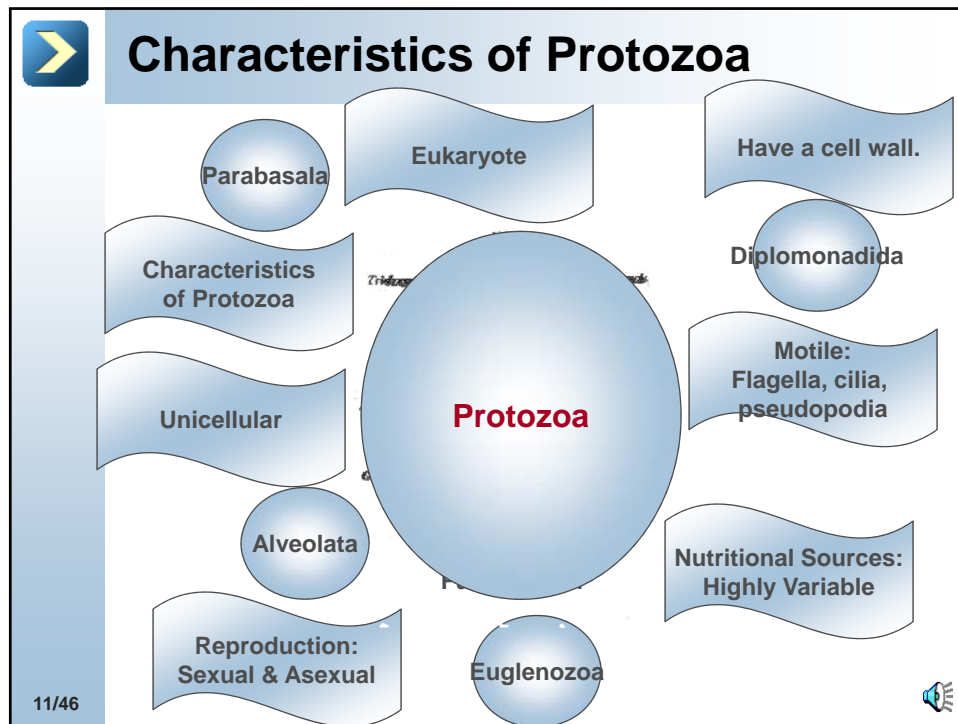 Characteristics of Protozoa
Eukaryote
Have a cell wall.
Parabasala
Diplomonadida
Characteristics
of Protozoa
Motile:
Flagella, cilia,
pseudopodia
Unicellular
Protozoa
Alveolata
Nutritional Sources:
Highly Variable
Reproduction:
Sexual & Asexual
Euglenozoa
11/46